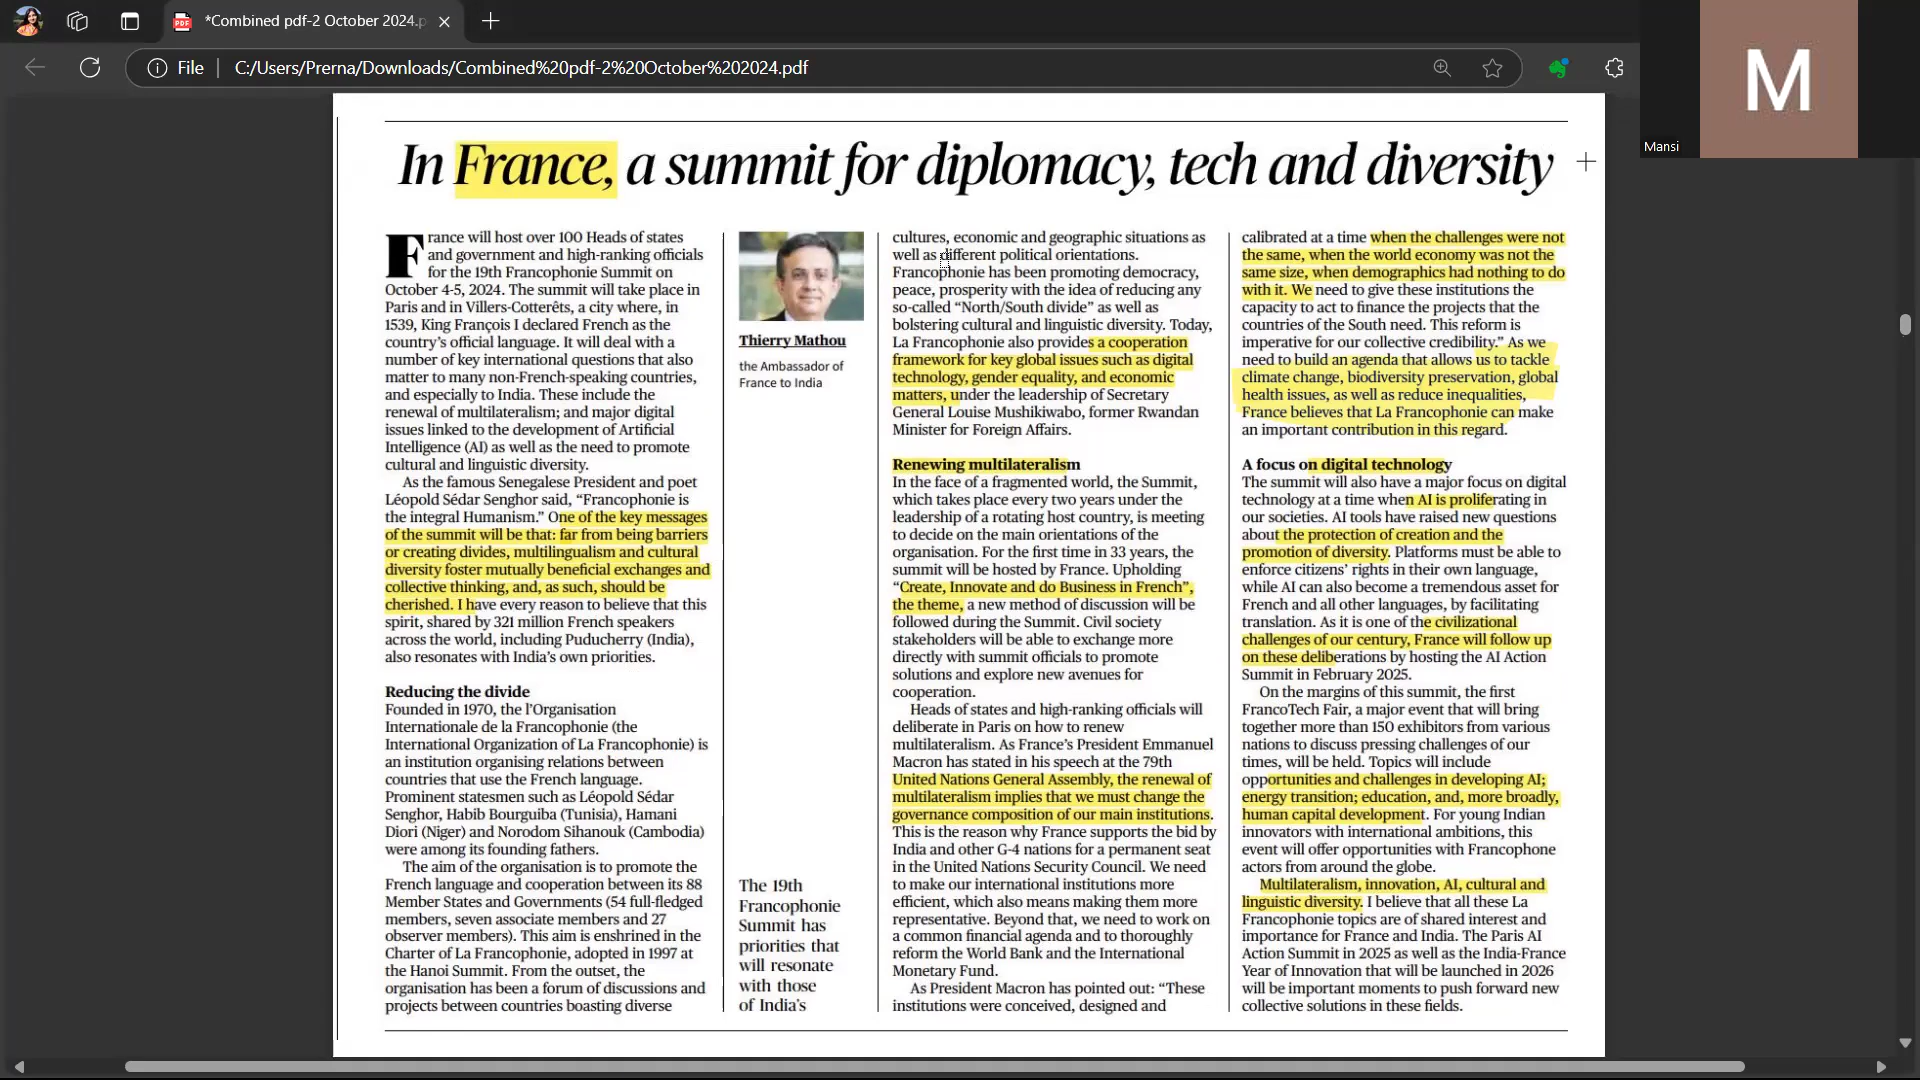 *Combined pdf-2 October 2024.p
File
C:/Users/Prerna/Downloads/Combined%20pdf-2%20October%202024.pdf
M
Mansi
In France, a summit for diplomacy, tech and diversity
France will host over 100 Heads of states
and government and high-ranking officials
for the 19th Francophonie Summit on
October 4-5, 2024. The summit will take place in
Paris and in Villers-Cotterêts, a city where, in
1539, King François I declared French as the
country's official language. It will deal with a
number of key international questions that also
matter to many non-French-speaking countries,
and especially to India. These include the
renewal of multilateralism; and major digital
issues linked to the development of Artificial
Intelligence (AI) as well as the need to promote
cultural and linguistic diversity.
As the famous Senegalese President and poet
Léopold Sédar Senghor said, “Francophonie is
the integral Humanism.” One of the key messages
of the summit will be that: far from being barriers
or creating divides, multilingualism and cultural
diversity foster mutually beneficial exchanges and
collective thinking, and, as such, should be
cherished. I have every reason to believe that this
spirit, shared by 321 million French speakers
across the world, including Puducherry (India),
also resonates with India's own priorities.
Reducing the divide
Founded in 1970, the l'Organisation
Internationale de la Francophonie (the
International Organization of La Francophonie) is
an institution organising relations between
countries that use the French language.
Prominent statesmen such as Léopold Sédar
Senghor, Habib Bourguiba (Tunisia), Hamani
Diori (Niger) and Norodom Sihanouk (Cambodia)
were among its founding fathers.
The aim of the organisation is to promote the
French language and cooperation between its 88
Member States and Governments (54 full-fledged
members, seven associate members and 27
observer members). This aim is enshrined in the
Charter of La Francophonie, adopted in 1997 at
the Hanoi Summit. From the outset, the
organisation has been a forum of discussions and
projects between countries boasting diverse
Thierry Mathou
the Ambassador of
France to India
The 19th
Francophonie
Summit has
priorities that
will resonate
with those
of India's
cultures, economic and geographic situations as
well as different political orientations.
Francophonie has been promoting democracy,
peace, prosperity with the idea of reducing any
so-called “North/South divide” as well as
bolstering cultural and linguistic diversity. Today,
La Francophonie also provides a cooperation
framework for key global issues such as digital
technology, gender equality, and economic
matters, under the leadership of Secretary
General Louise Mushikiwabo, former Rwandan
Minister for Foreign Affairs.
Renewing multilateralism
In the face of a fragmented world, the Summit,
which takes place every two years under the
leadership of a rotating host country, is meeting
to decide on the main orientations of the
organisation. For the first time in 33 years, the
summit will be hosted by France. Upholding
“Create, Innovate and do Business in French”,
the theme, a new method of discussion will be
followed during the Summit. Civil society
stakeholders will be able to exchange more
directly with summit officials to promote
solutions and explore new avenues for
cooperation.
Heads of states and high-ranking officials will
deliberate in Paris on how to renew
multilateralism. As France's President Emmanuel
Macron has stated in his speech at the 79th
United Nations General Assembly, the renewal of
multilateralism implies that we must change the
governance composition of our main institutions.
This is the reason why France supports the bid by
India and other G-4 nations for a permanent seat
in the United Nations Security Council. We need
to make our international institutions more
efficient, which also means making them more
representative. Beyond that, we need to work on
a common financial agenda and to thoroughly
reform the World Bank and the International
Monetary Fund.
As President Macron has pointed out: “These
institutions were conceived, designed and
calibrated at a time when the challenges were not
the same, when the world economy was not the
same size, when demographics had nothing to do
with it. We need to give these institutions the
capacity to act to finance the projects that the
countries of the South need. This reform is
imperative for our collective credibility.” As we
need to build an agenda that allows us to tackle
climate change, biodiversity preservation, global
health issues, as well as reduce inequalities,
France believes that La Francophonie can make
an important contribution in this regard.
A focus on digital technology
The summit will also have a major focus on digital
technology at a time when AI is proliferating in
our societies. AI tools have raised new questions
about the protection of creation and the
promotion of diversity. Platforms must be able to
enforce citizens' rights in their own language,
while AI can also become a tremendous asset for
French and all other languages, by facilitating
translation. As it is one of the civilizational
challenges of our century, France will follow up
on these deliberations by hosting the AI Action
Summit in February 2025.
On the margins of this summit, the first
FrancoTech Fair, a major event that will bring
together more than 150 exhibitors from various
nations to discuss pressing challenges of our
times, will be held. Topics will include
opportunities and challenges in developing AI;
energy transition; education, and, more broadly,
human capital development. For young Indian
innovators with international ambitions, this
event will offer opportunities with Francophone
actors from around the globe.
Multilateralism, innovation, AI, cultural and
linguistic diversity. I believe that all these La
Francophonie topics are of shared interest and
importance for France and India. The Paris AI
Action Summit in 2025 as well as the India-France
Year of Innovation that will be launched in 2026
will be important moments to push forward new
collective solutions in these fields.